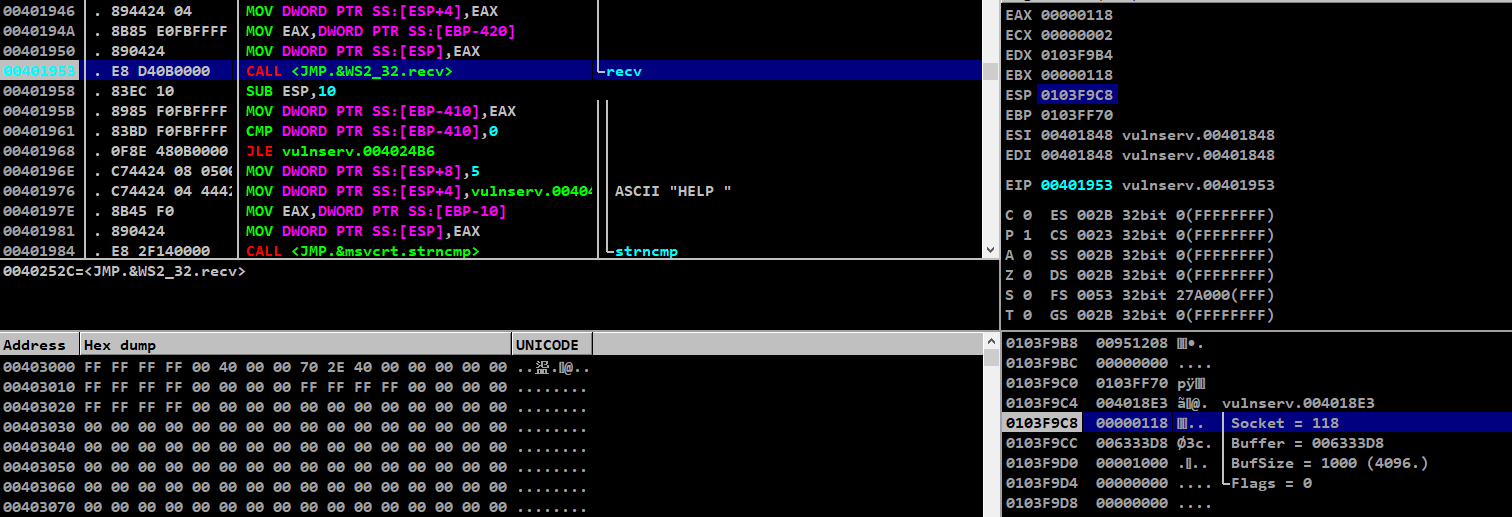 00401946 . 894424 04 MOV DWORD PTR SS:[ESP+4],EAX
0040194A . 8B85 E0FBFFFF MOV EAX,DWORD PTR SS:[EBP-420]
00401950 . 890424 MOV DWORD PTR SS:[ESP],EAX
00401953 . E8 D40B0000 CALL <JMP.&WS2_32.recv> recv
00401958 . 83EC 10 SUB ESP,10
0040195B . 8985 F0FBFFFF MOV DWORD PTR SS:[EBP-410],EAX
00401961 . 83BD F0FBFFFF CMP DWORD PTR SS:[EBP-410],0
00401968 . 0F8E 480B0000 JLE vulnserv.004024B6
0040196E . C74424 08 0500 MOV DWORD PTR SS:[ESP+8],5
00401976 . C74424 04 4442 MOV DWORD PTR SS:[ESP+4],vulnserv.0040 ASCII "HELP "
0040197E . 8B45 F0 MOV EAX,DWORD PTR SS:[EBP-10]
00401981 . 890424 MOV DWORD PTR SS:[ESP],EAX
00401984 . E8 2F140000 CALL <JMP.&msvcrt.strncmp> strncmp
0040252C=<JMP.&WS2_32.recv>
EAX 00000118
ECX 00000002
EDX 0103F9B4
EBX 00000118
ESP 0103F9C8
EBP 0103FF70
ESI 00401848 vulnserv.00401848
EDI 00401848 vulnserv.00401848
EIP 00401953 vulnserv.00401953
C 0 ES 002B 32bit 0(FFFFFFFF)
P 1 CS 0023 32bit 0(FFFFFFFF)
A 0 SS 002B 32bit 0(FFFFFFFF)
Z 0 DS 002B 32bit 0(FFFFFFFF)
S 0 FS 0053 32bit 27A000(FFF)
T 0 GS 002B 32bit 0(FFFFFFFF)
Address Hex dump UNICODE
00403000 FF FF FF FF 00 40 00 00 70 2E 40 00 00 00 00 00
00403010 FF FF FF FF 00 00 00 00 FF FF FF FF 00 00 00 00 ........
00403020 FF FF FF FF 00 00 00 00 00 00 00 00 00 00 00 00 ........
00403030 00 00 00 00 00 00 00 00 00 00 00 00 00 00 00 00 ........
00403040 00 00 00 00 00 00 00 00 00 00 00 00 00 00 00 00 ........
00403050 00 00 00 00 00 00 00 00 00 00 00 00 00 00 00 00 ........
00403060 00 00 00 00 00 00 00 00 00 00 00 00 00 00 00 00 ........
00403070 00 00 00 00 00 00 00 00 00 00 00 00 00 00 00 00 ........
0103F9B8 00951208
0103F9BC 00000000 ....
0103F9C0 0103FF70 pÿ
0103F9C4 004018E3 vulnserv.004018E3
0103F9C8 00000118 Socket = 118
0103F9CC 006333D8 Ø3c. Buffer = 006333D8
0103F9D0 00001000 BufSize = 1000 (4096.)
0103F9D4 00000000 .... Flags = 0
0103F9D8 00000000 ....